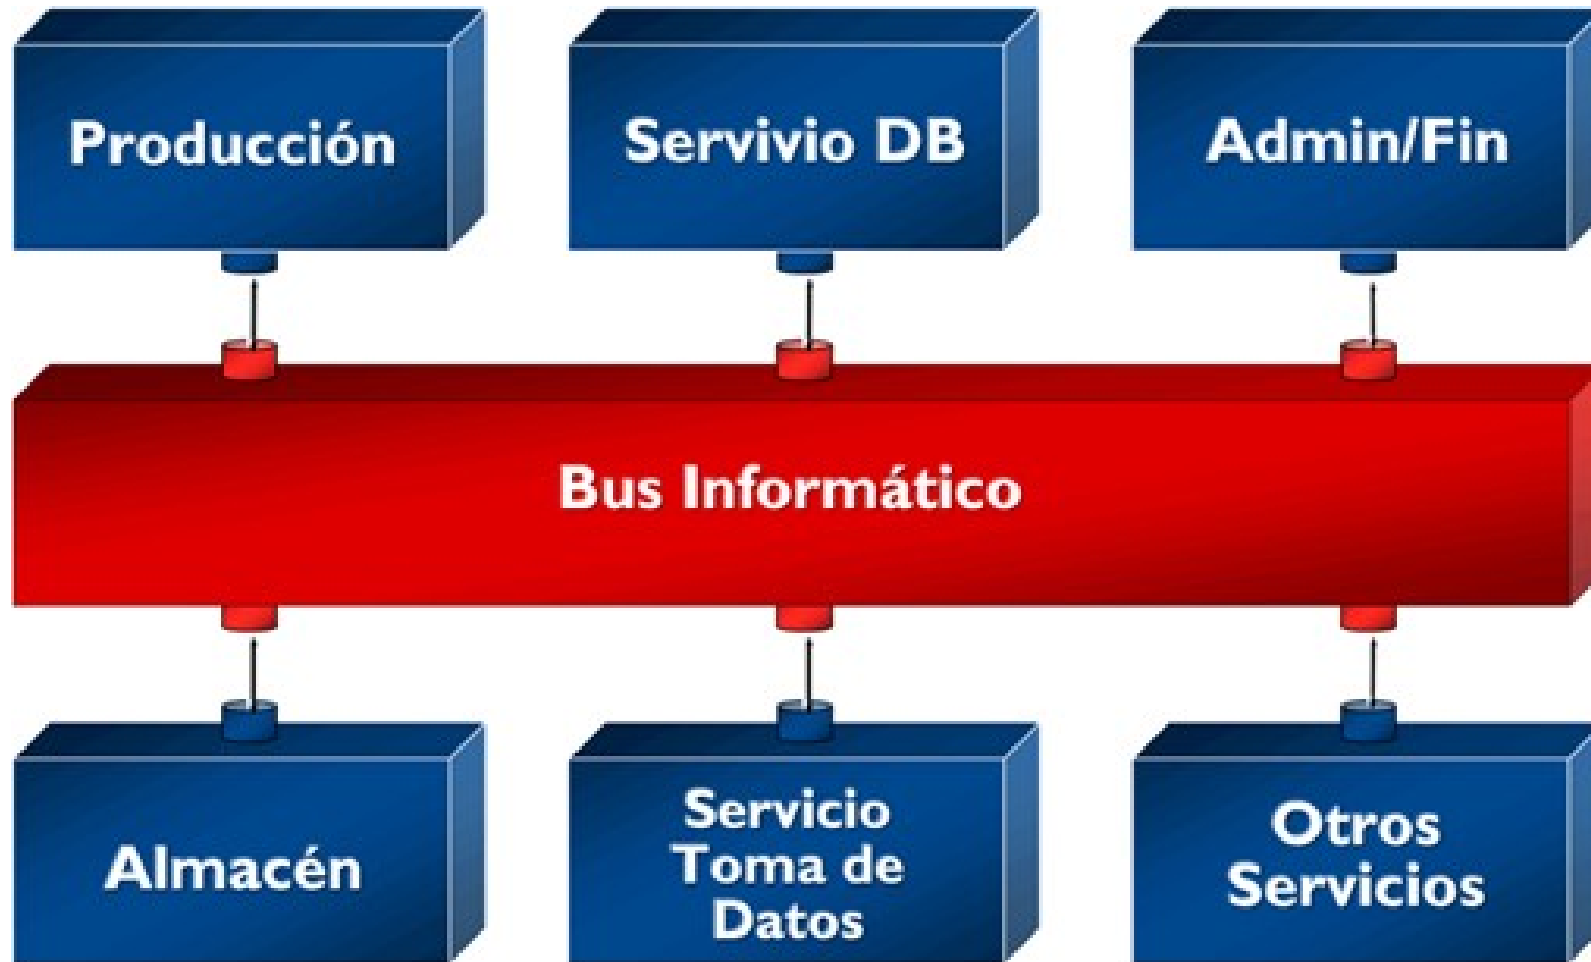 Producción
Servivio DB
Admin/Fin
Bus Informático
Almacén
Servicio
Toma de
Datos
Otros
Servicios